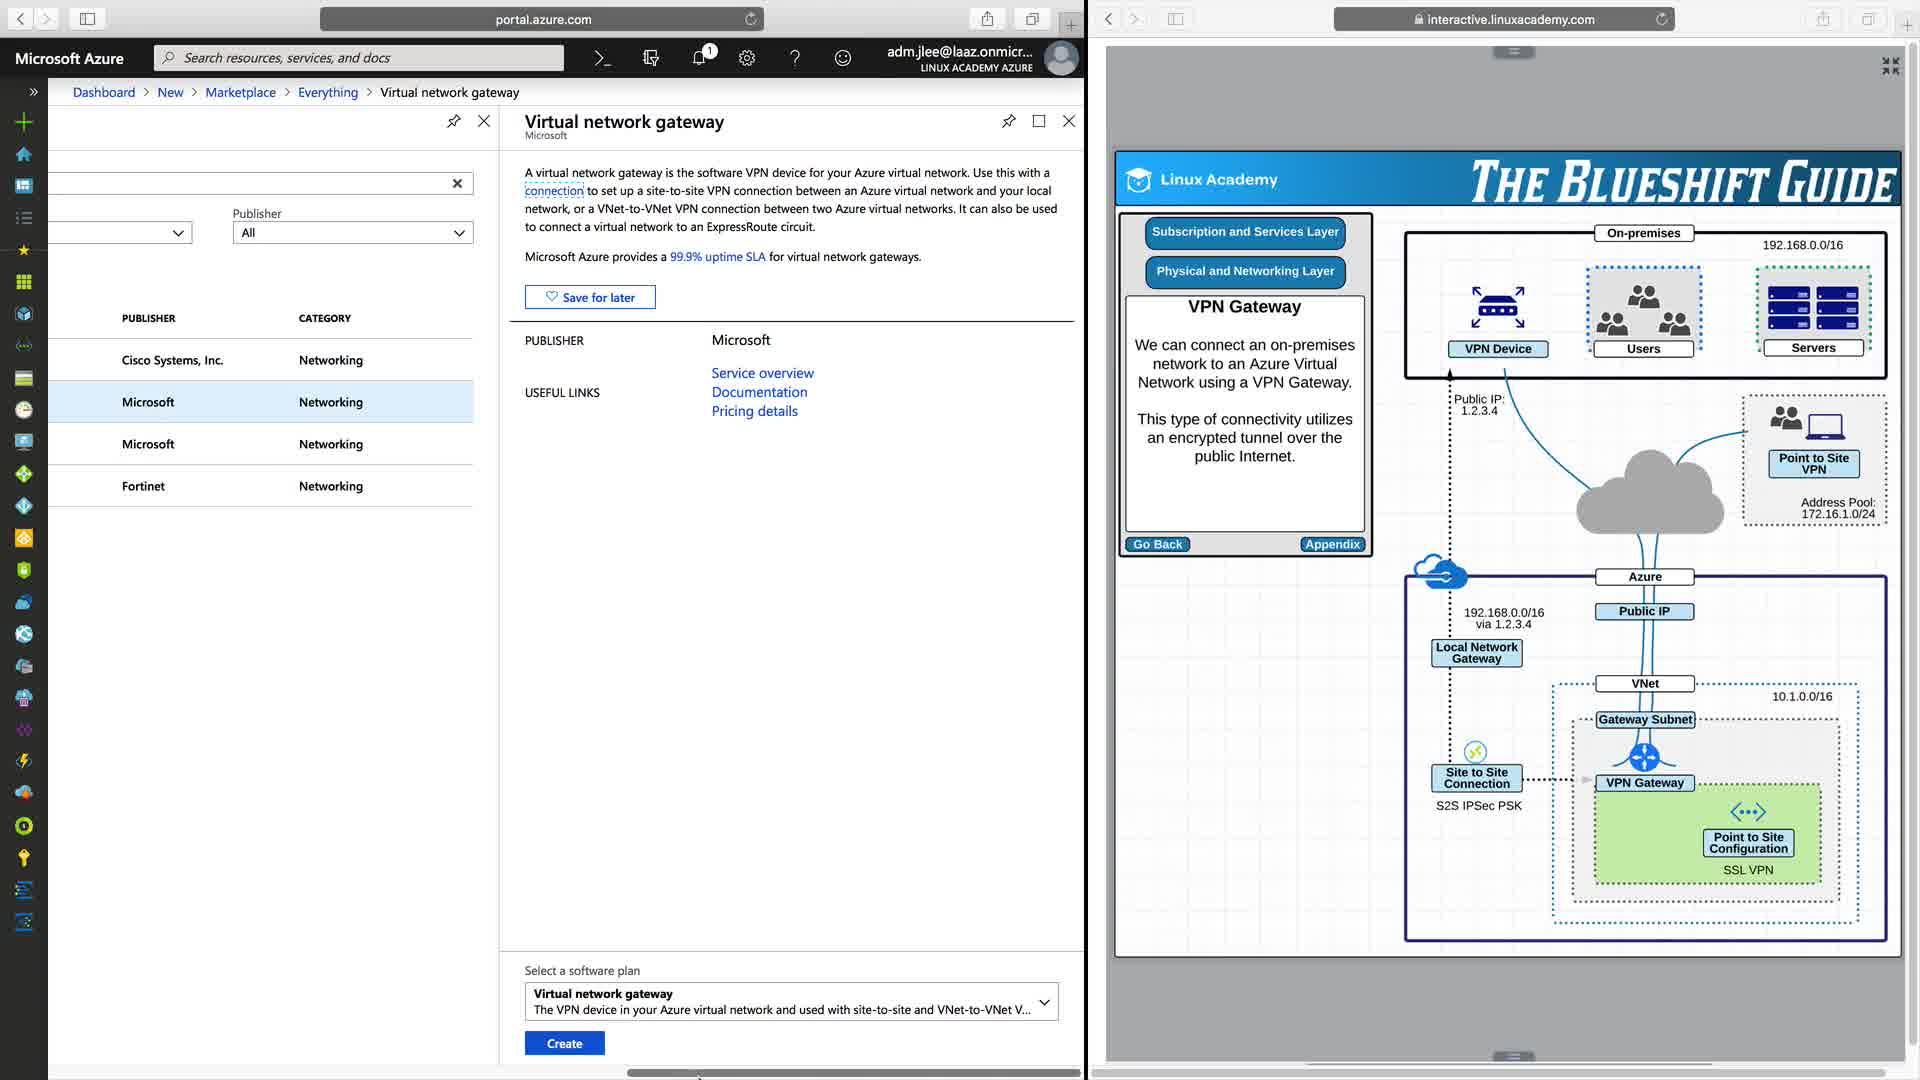 portal.azure.com
Microsoft Azure
Search resources, services, and docs
1
adm.jlee@laaz.onmicr...
LINUX ACADEMY AZURE
Dashboard > New > Marketplace > Everything > Virtual network gateway
Publisher
All
PUBLISHER CATEGORY
Cisco Systems, Inc. Networking
Microsoft Networking
Microsoft Networking
Fortinet Networking
Virtual network gateway
Microsoft
A virtual network gateway is the software VPN device for your Azure virtual network. Use this with a
connection to set up a site-to-site VPN connection between an Azure virtual network and your local
network, or a VNet-to-VNet VPN connection between two Azure virtual networks. It can also be used
to connect a virtual network to an ExpressRoute circuit.
Microsoft Azure provides a 99.9% uptime SLA for virtual network gateways.
Save for later
PUBLISHER Microsoft
USEFUL LINKS
Service overview
Documentation
Pricing details
Select a software plan
Virtual network gateway
The VPN device in your Azure virtual network and used with site-to-site and VNet-to-VNet V...
Create
interactive.linuxacademy.com
Linux Academy
THE BLUESHIFT GUIDE
Subscription and Services Layer
Physical and Networking Layer
VPN Gateway
We can connect an on-premises
network to an Azure Virtual
Network using a VPN Gateway.
This type of connectivity utilizes
an encrypted tunnel over the
public Internet.
Go Back
Appendix
On-premises
192.168.0.0/16
VPN Device
Users
Servers
Public IP:
1.2.3.4
Point to Site
VPN
Address Pool:
172.16.1.0/24
Azure
Public IP
192.168.0.0/16
via 1.2.3.4
Local Network
Gateway
VNet
10.1.0.0/16
Gateway Subnet
Site to Site
Connection
S2S IPSec PSK
VPN Gateway
Point to Site
Configuration
SSL VPN